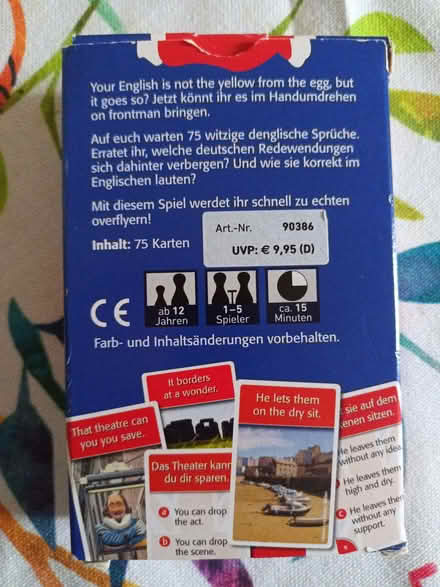 Your English is not the yellow from the egg, but
it goes so? Jetzt könnt ihr es im Handumdrehen
on frontman bringen.
Auf euch warten 75 witzige denglische Sprüche.
Erratet ihr, welche deutschen Redewendungen
sich dahinter verbergen? Und wie sie korrekt im
Englischen lauten?
Mit diesem Spiel werdet ihr schnell zu echten
overflyern!
Inhalt: 75 Karten
Art.-Nr. 90386
UVP: € 9,95 (D)
CE
ab 12
Jahren
1–5
Spieler
ca. 15
Minuten
Farb- und Inhaltsänderungen vorbehalten.
That theatre can
you you save.
It borders
at a wonder.
Das Theater kann
du dir sparen.
a You can drop
the act.
b You can drop
the scene.
He lets them
on the dry sit.
sie auf dem
enen sitzen.
He leaves them
without any idea.
He leaves them
high and dry.
c He leaves them
without any
support.